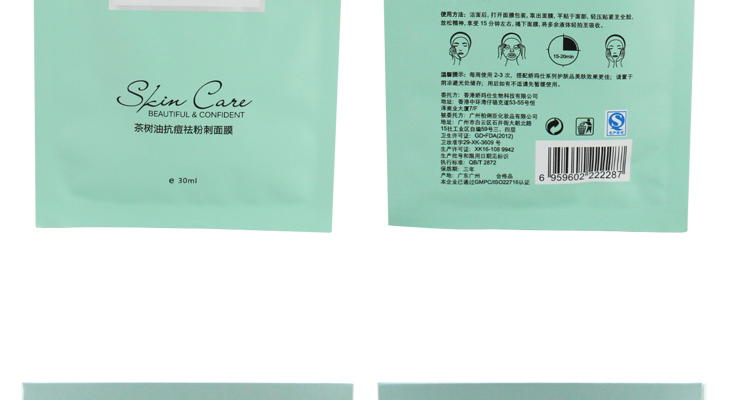 Skin Care
BEAUTIFUL & CONFIDENT
茶树油抗痘祛粉刺面膜
e 30ml
使用方法：洁面后，打开面膜包装，取出面膜，平贴于面部，轻压贴紧至全脸，
放松精神，享受 15 分钟左右，揭下面膜，将多余液体轻拍至吸收。
15-20min
温馨提示：每周使用 2-3 次，搭配娇玛仕系列护肤品美肤效果更佳；请置于
阴凉避光处储存；用后如有不适请先暂缓使用。
委托方：香港娇玛仕生物科技有限公司
地址：香港中环湾仔骆克道53-55号恒
泽商业大厦7/F
被委托方：广州柏俐臣化妆品有限公司
地址：广州市白云区石井街大朗北路
15社工业区自编59号三、四层
卫生许可证：GD-FDA(2012)
卫妆准字29-XK-3609 号
生产许可证：XK16-108 9942
生产批号和限用日期见标识
执行标准：QB/T 2872
保质期：三年
产地：广东广州 合格品
本企业已通过GMPC/ISO22716认证
6 959602 222287